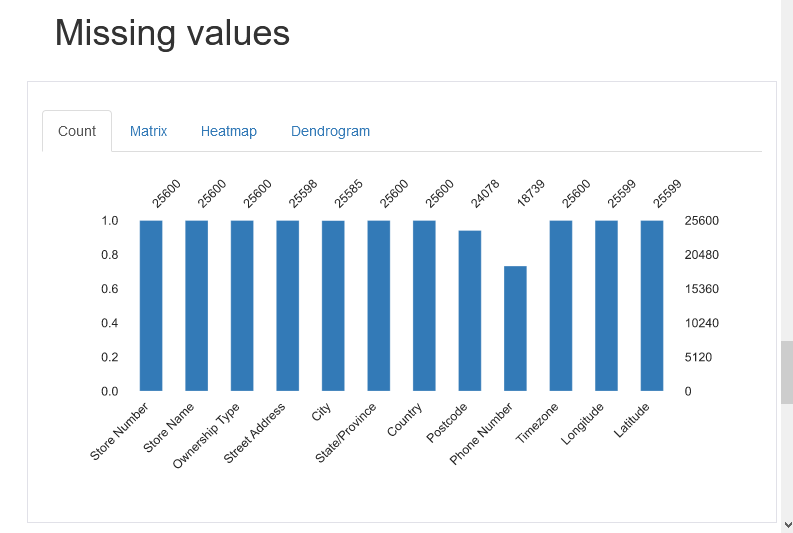 Missing values
Count Matrix Heatmap Dendrogram
25600 25600 25600 25598 25585 25600 25600 24078 18739 25600 25599 25599
1.0 25600
0.8 20480
0.6 15360
0.4 10240
0.2 5120
0.0 0
Store Number
Store Name
Ownership Type
Street Address
City
State/Province
Country
Postcode
Phone Number
Timezone
Longitude
Latitude